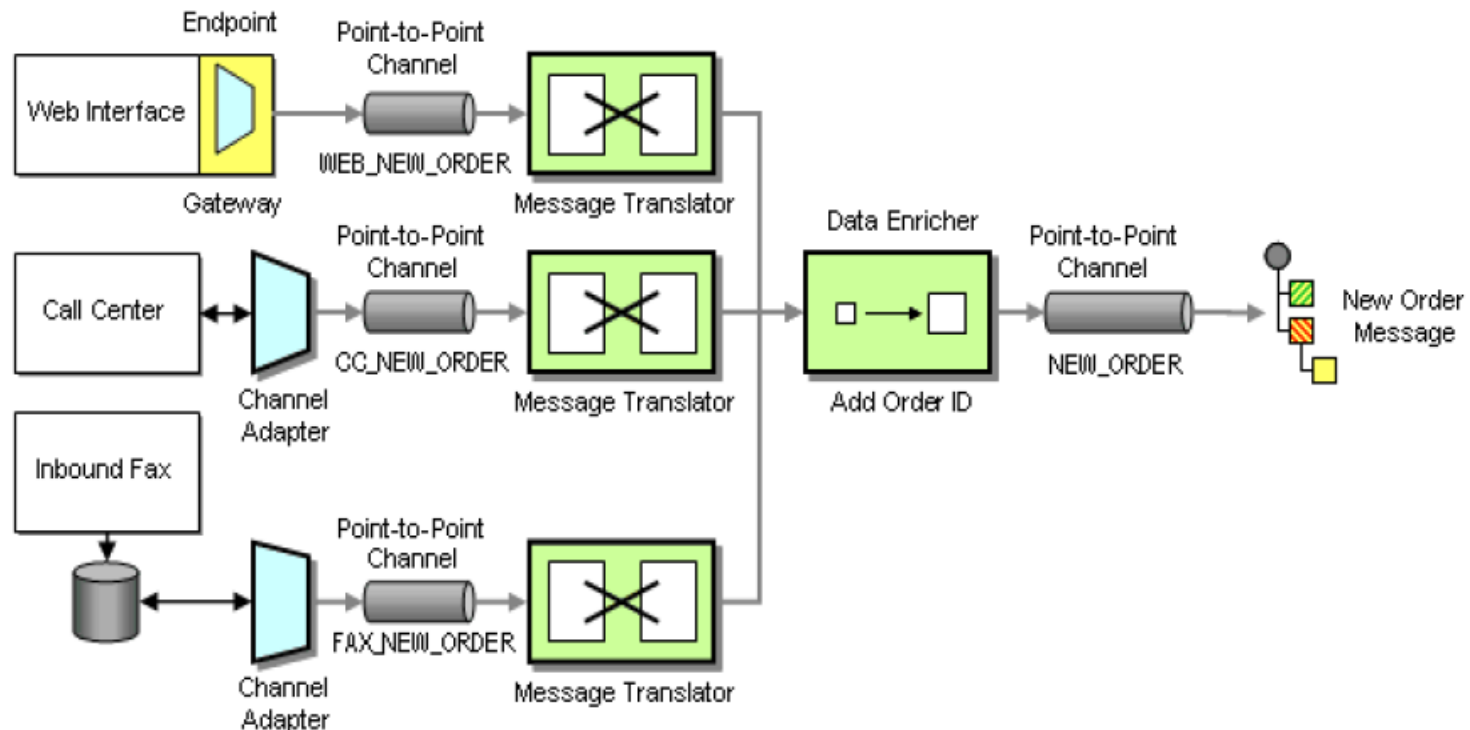 Endpoint
Web Interface
Gateway
Point-to-Point
Channel
WEB_NEW_ORDER
Message Translator
Call Center
Channel
Adapter
Point-to-Point
Channel
CC_NEW_ORDER
Message Translator
Data Enricher
Add Order ID
Point-to-Point
Channel
NEW_ORDER
New Order
Message
Inbound Fax
Channel
Adapter
Point-to-Point
Channel
FAX_NEW_ORDER
Message Translator